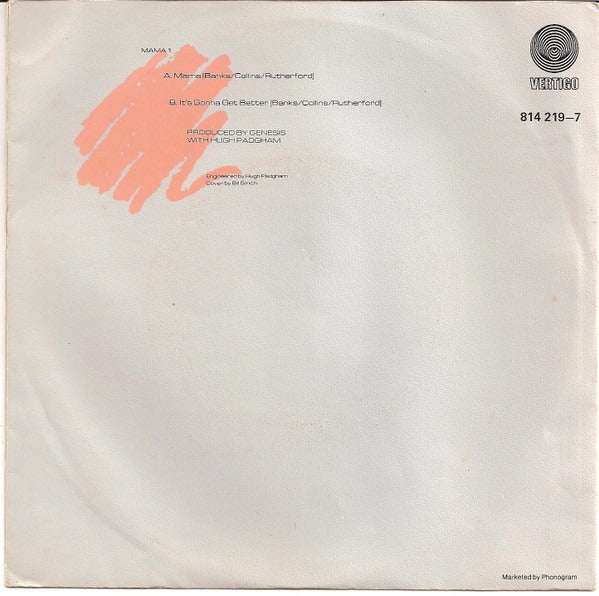 MAMA 1
A. Mama [Banks/Collins/Rutherford]
B. It's Gonna Get Better [Banks/Collins/Rutherford]
PRODUCED BY GENESIS
WITH HUGH PADGHAM
Engineered by Hugh Padgham
Cover by Bill Smith
VERTIGO
814 219–7
Marketed by Phonogram